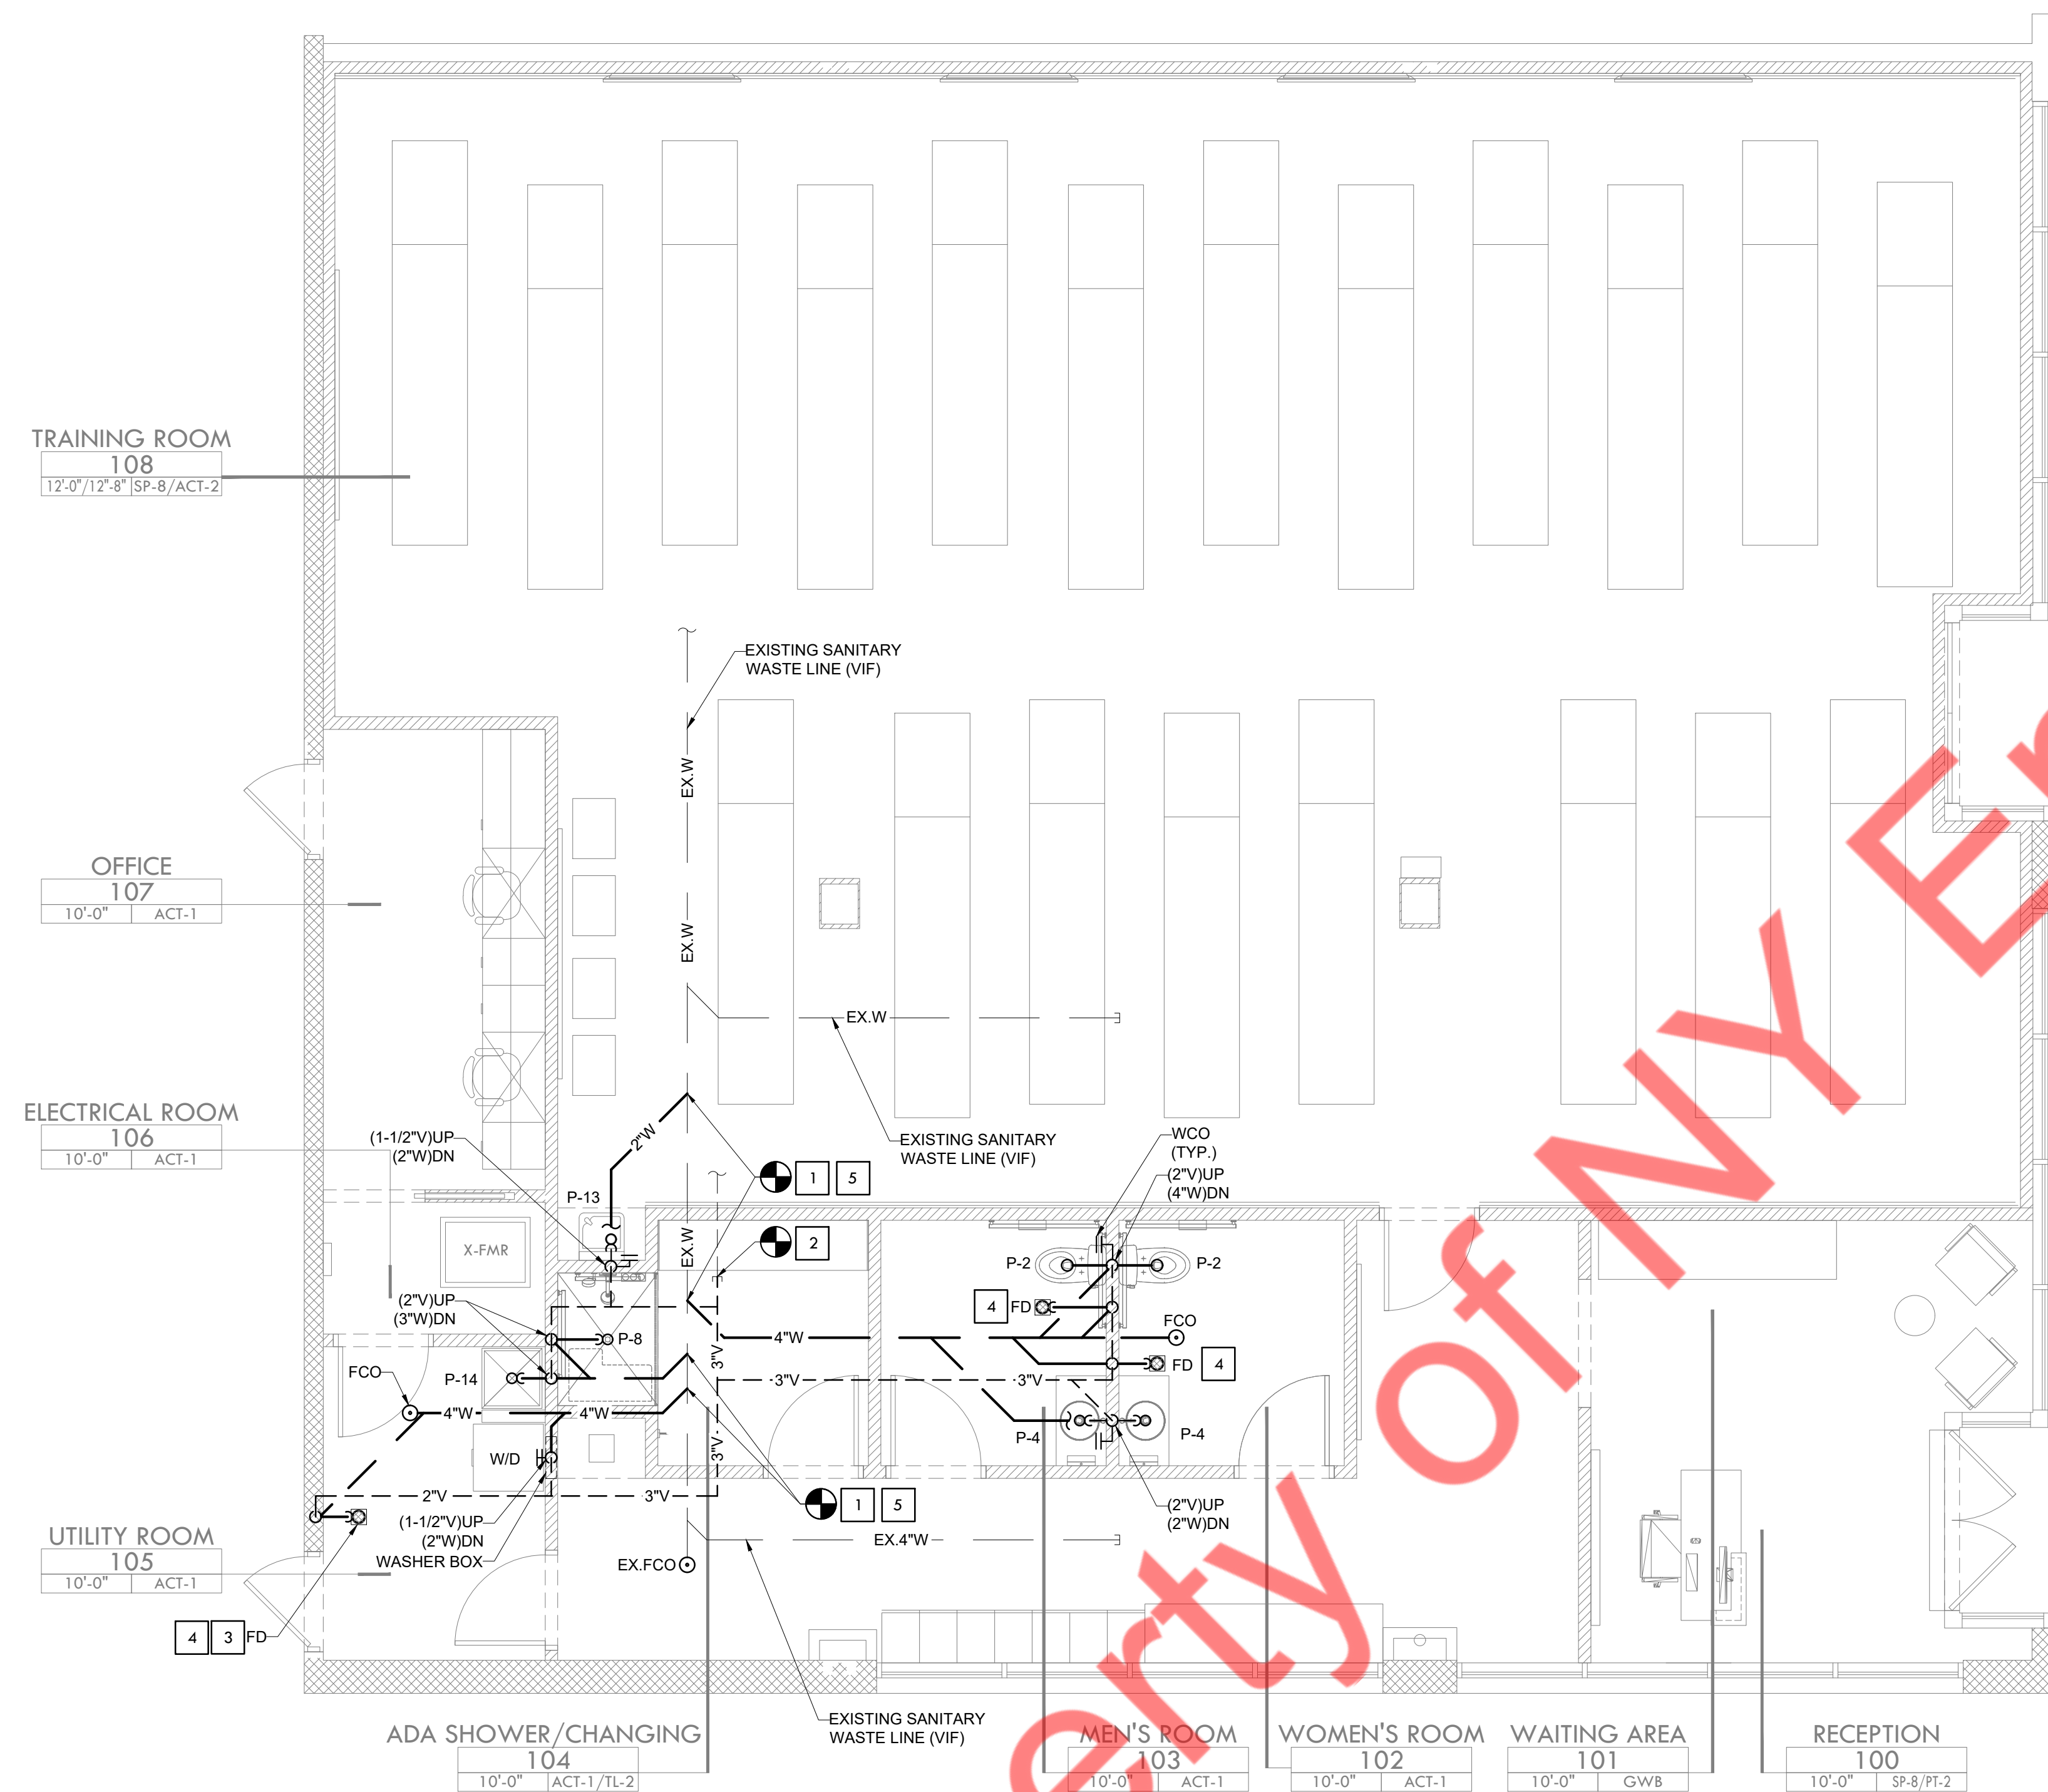 TRAINING ROOM
108
12'-0"/12"-8" SP-8/ACT-2
EXISTING SANITARY
WASTE LINE (VIF)
EX.W
OFFICE
107
10'-0" ACT-1
EX.W
EX.W
ELECTRICAL ROOM
106
10'-0" ACT-1
EXISTING SANITARY
WASTE LINE (VIF)
(1-1/2"V)UP
(2"W)DN
2"W
WCO
(TYP.)
(2"V)UP
(4"W)DN
1 5
P-13
X-FMR
EX.W
2
P-2
P-2
(2"V)UP
(3"W)DN
4 FD
P-8
4"W
3"V
FCO
FD 4
FCO
P-14
3"V
4"W
4"W
P-4
P-4
W/D
3"V
2"V
3"V
1 5
(1-1/2"V)UP
(2"W)DN
WASHER BOX
(2"V)UP
(2"W)DN
EX.4"W
EX.FCO
UTILITY ROOM
105
10'-0" ACT-1
4 3 FD
EXISTING SANITARY
WASTE LINE (VIF)
ADA SHOWER/CHANGING
104
10'-0" ACT-1/TL-2
MEN'S ROOM
103
10'-0" ACT-1
WOMEN'S ROOM
102
10'-0" ACT-1
WAITING AREA
101
10'-0" GWB
RECEPTION
100
10'-0" SP-8/PT-2
erty of NY En